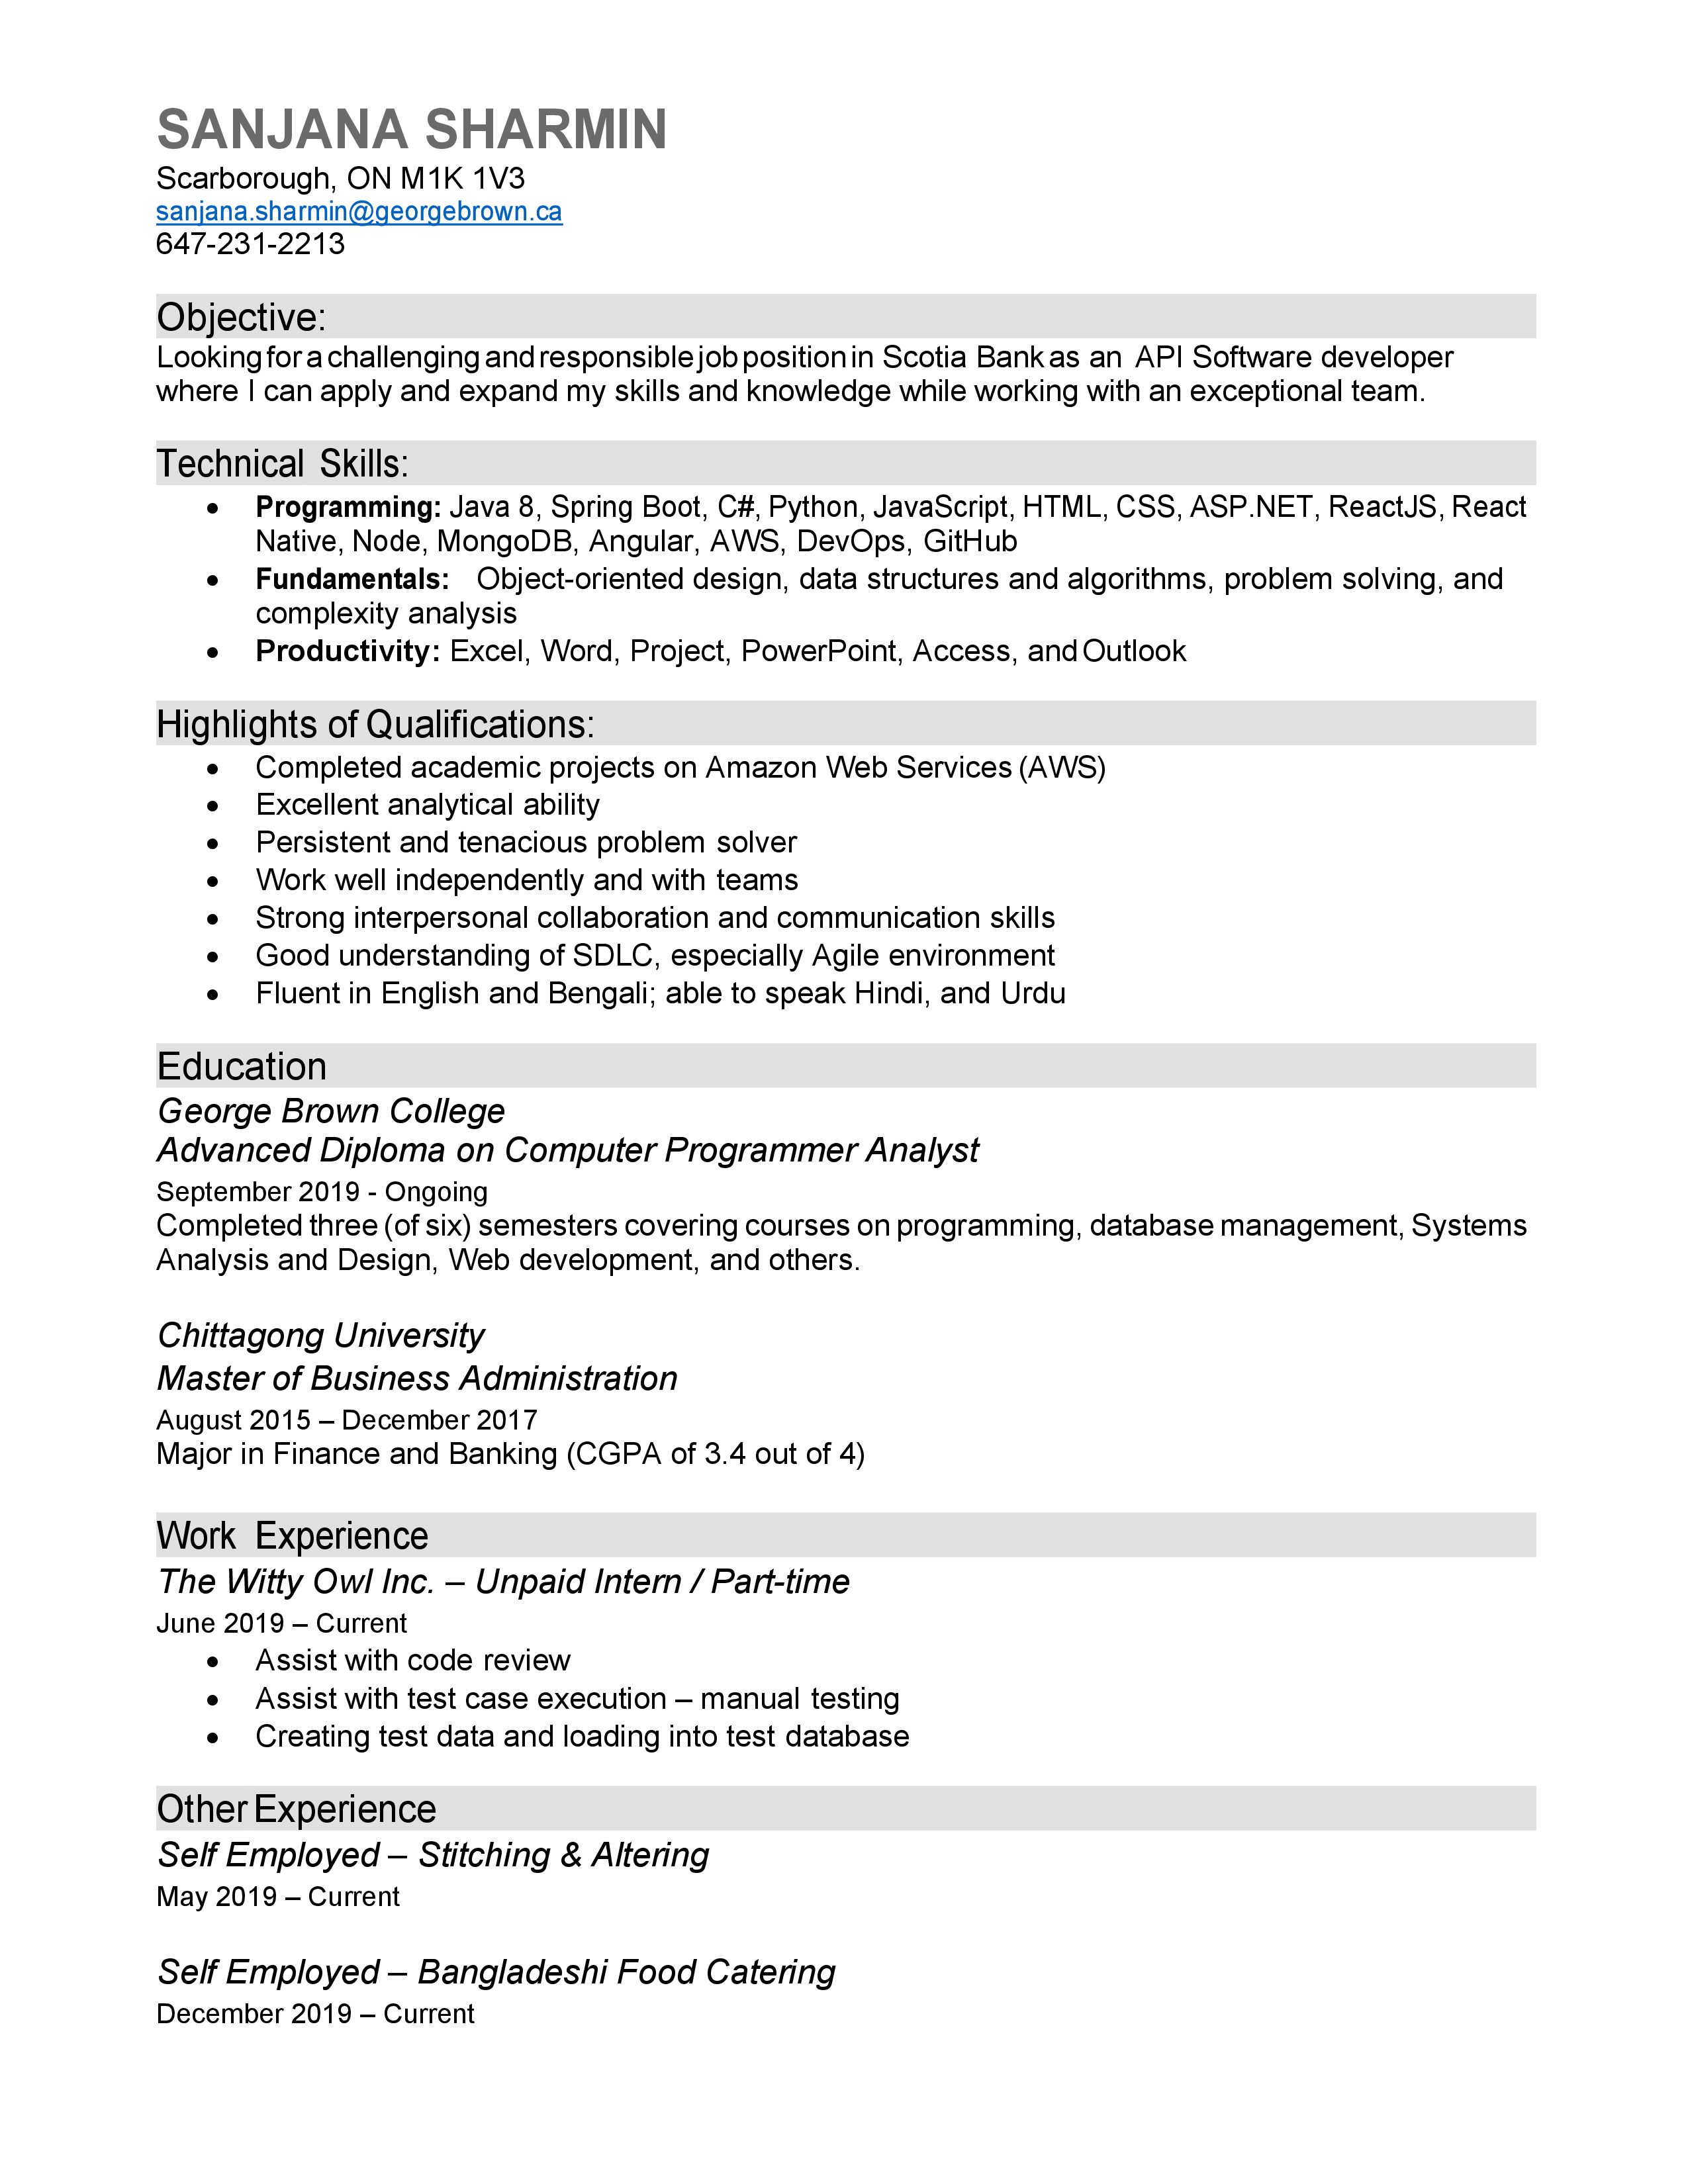 SANJANA SHARMIN
Scarborough, ON M1K 1V3
sanjana.sharmin@georgebrown.ca
647-231-2213
Objective:
Looking for a challenging and responsible job position in Scotia Bank as an API Software developer
where I can apply and expand my skills and knowledge while working with an exceptional team.
Technical Skills:
• Programming: Java 8, Spring Boot, C#, Python, JavaScript, HTML, CSS, ASP.NET, ReactJS, React
Native, Node, MongoDB, Angular, AWS, DevOps, GitHub
• Fundamentals: Object-oriented design, data structures and algorithms, problem solving, and
complexity analysis
• Productivity: Excel, Word, Project, PowerPoint, Access, and Outlook
Highlights of Qualifications:
• Completed academic projects on Amazon Web Services (AWS)
• Excellent analytical ability
• Persistent and tenacious problem solver
• Work well independently and with teams
• Strong interpersonal collaboration and communication skills
• Good understanding of SDLC, especially Agile environment
• Fluent in English and Bengali; able to speak Hindi, and Urdu
Education
George Brown College
Advanced Diploma on Computer Programmer Analyst
September 2019 - Ongoing
Completed three (of six) semesters covering courses on programming, database management, Systems
Analysis and Design, Web development, and others.
Chittagong University
Master of Business Administration
August 2015 – December 2017
Major in Finance and Banking (CGPA of 3.4 out of 4)
Work Experience
The Witty Owl Inc. – Unpaid Intern / Part-time
June 2019 – Current
• Assist with code review
• Assist with test case execution – manual testing
• Creating test data and loading into test database
Other Experience
Self Employed – Stitching & Altering
May 2019 – Current
Self Employed – Bangladeshi Food Catering
December 2019 – Current